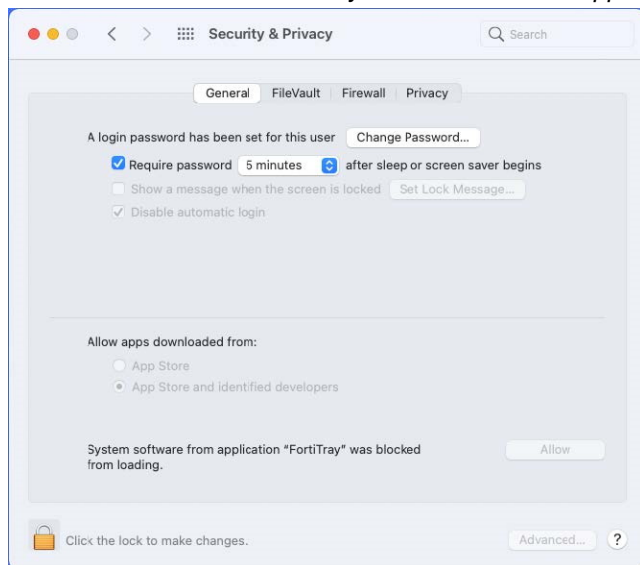 Security & Privacy
Search
General FileVault Firewall Privacy
A login password has been set for this user Change Password...
Require password 5 minutes after sleep or screen saver begins
Show a message when the screen is locked Set Lock Message...
Disable automatic login
Allow apps downloaded from:
App Store
App Store and identified developers
System software from application “FortiTray” was blocked
from loading.
Allow
Click the lock to make changes.
Advanced... ?